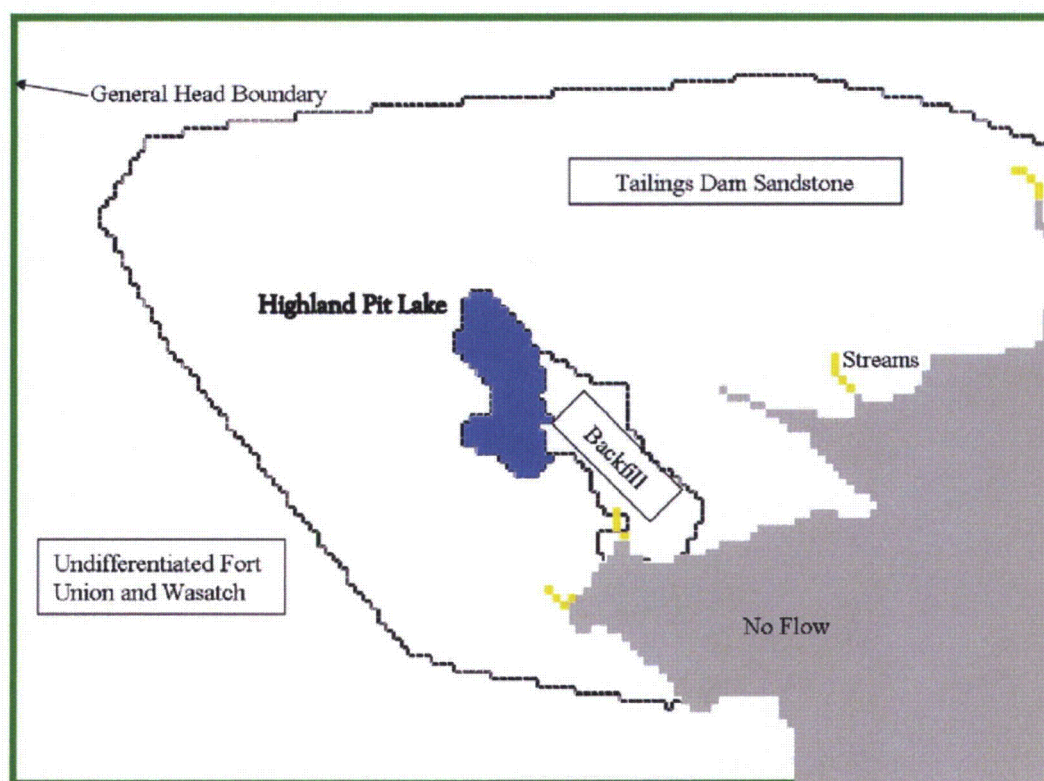 General Head Boundary
Tailings Dam Sandstone
Highland Pit Lake
Streams
Backfill
Undifferentiated Fort
Union and Wasatch
No Flow